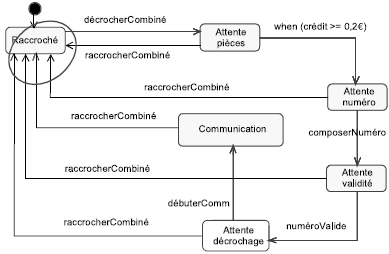 décrocherCombiné
Raccroché
Attente
pièces
when (crédit >= 0,2€)
raccrocherCombiné
raccrocherCombiné
Attente
numéro
raccrocherCombiné
Communication
composerNuméro
raccrocherCombiné
Attente
validité
débuterComm
raccrocherCombiné
Attente
décrochage
numéroValide